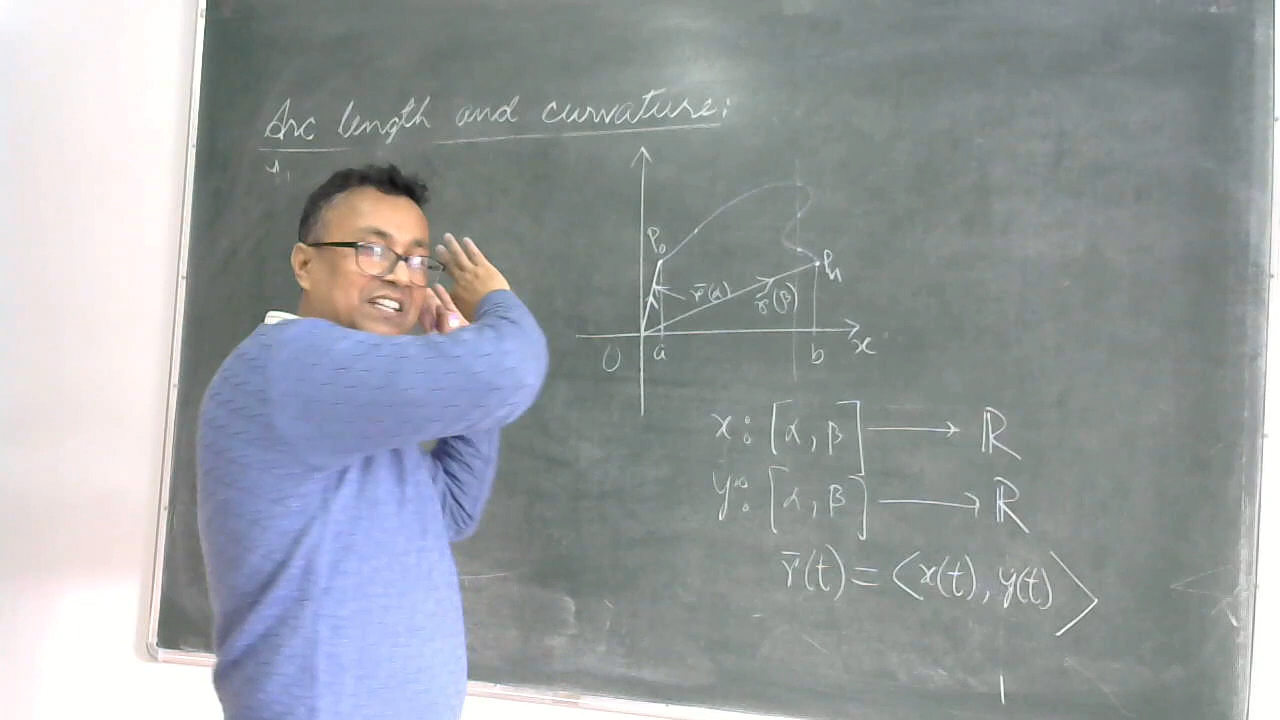 Arc length and curvature:
P₀
Pₙ
r̄(α)
r̄(β)
O a b x
x: [α, β] ⟶ ℝ
y: [α, β] ⟶ ℝ
r̄(t) = ⟨x(t), y(t)⟩